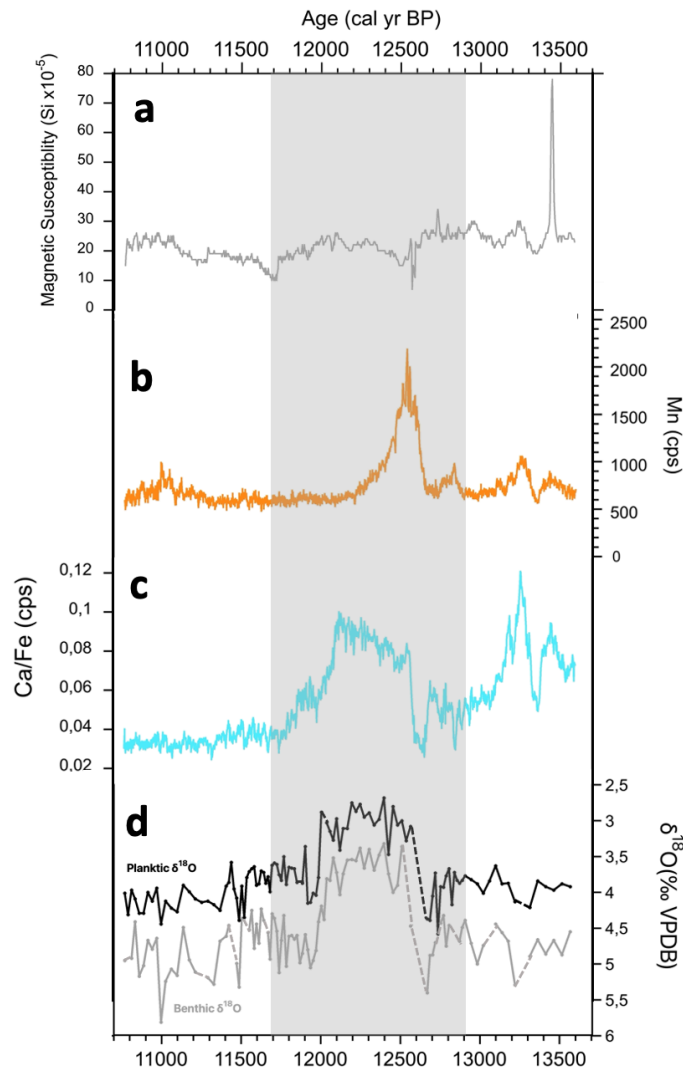 Age (cal yr BP)
11000 11500 12000 12500 13000 13500
a
Magnetic Susceptiblity (Si x10-5)
80
70
60
50
40
30
20
10
0
b
2500
2000
1500
1000
500
0
Mn (cps)
c
Ca/Fe (cps)
0,12
0,1
0,08
0,06
0,04
0,02
d
2,5
3
3,5
4
4,5
5
5,5
6
δ18O(‰ VPDB)
Planktic δ18O
Benthic δ18O
11000 11500 12000 12500 13000 13500